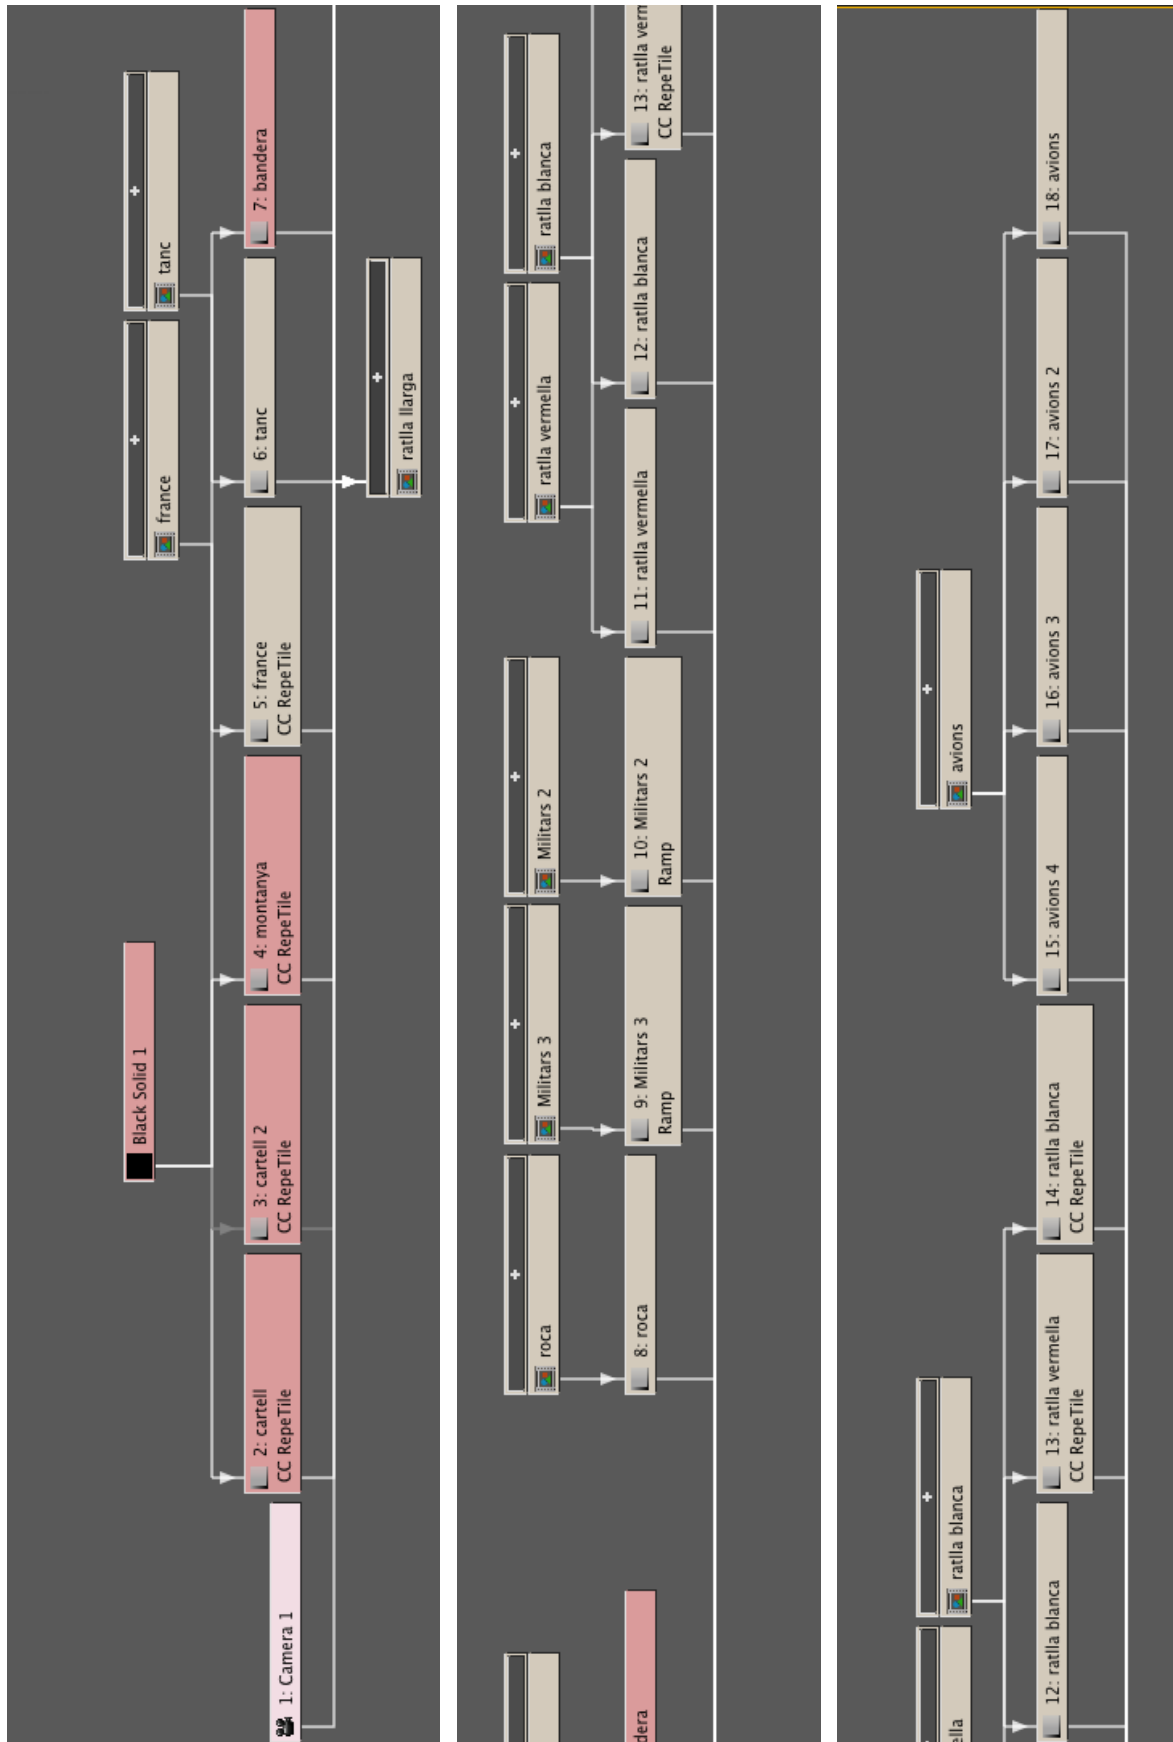 Black Solid 1
france
tanc
1: Camera 1
2: cartell
CC RepeTile
3: cartell 2
CC RepeTile
4: montanya
CC RepeTile
5: france
CC RepeTile
6: tanc
7: bandera
ratlla llarga
roca
Militars 3
Militars 2
ratlla vermella
ratlla blanca
dera
8: roca
9: Militars 3
Ramp
10: Militars 2
Ramp
11: ratlla vermella
12: ratlla blanca
13: ratlla verm
CC RepeTile
ella
ratlla blanca
avions
12: ratlla blanca
13: ratlla vermella
CC RepeTile
14: ratlla blanca
CC RepeTile
15: avions 4
16: avions 3
17: avions 2
18: avions